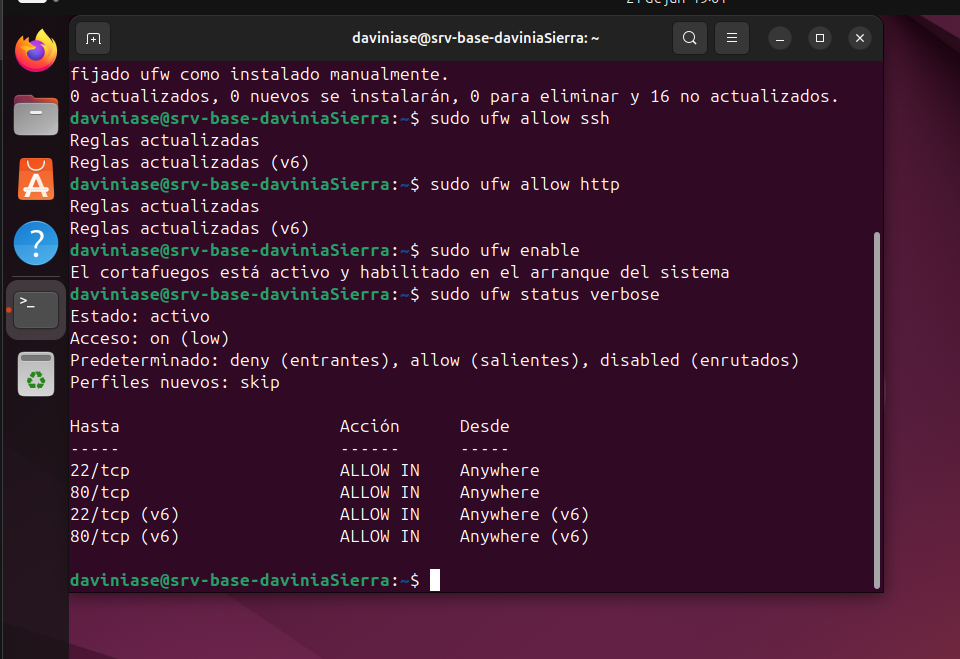 daviniase@srv-base-daviniaSierra: ~
fijado ufw como instalado manualmente.
0 actualizados, 0 nuevos se instalarán, 0 para eliminar y 16 no actualizados.
daviniase@srv-base-daviniaSierra:~$ sudo ufw allow ssh
Reglas actualizadas
Reglas actualizadas (v6)
daviniase@srv-base-daviniaSierra:~$ sudo ufw allow http
Reglas actualizadas
Reglas actualizadas (v6)
daviniase@srv-base-daviniaSierra:~$ sudo ufw enable
El cortafuegos está activo y habilitado en el arranque del sistema
daviniase@srv-base-daviniaSierra:~$ sudo ufw status verbose
Estado: activo
Acceso: on (low)
Predeterminado: deny (entrantes), allow (salientes), disabled (enrutados)
Perfiles nuevos: skip
Hasta Acción Desde
----- ------ -----
22/tcp ALLOW IN Anywhere
80/tcp ALLOW IN Anywhere
22/tcp (v6) ALLOW IN Anywhere (v6)
80/tcp (v6) ALLOW IN Anywhere (v6)
daviniase@srv-base-daviniaSierra:~$